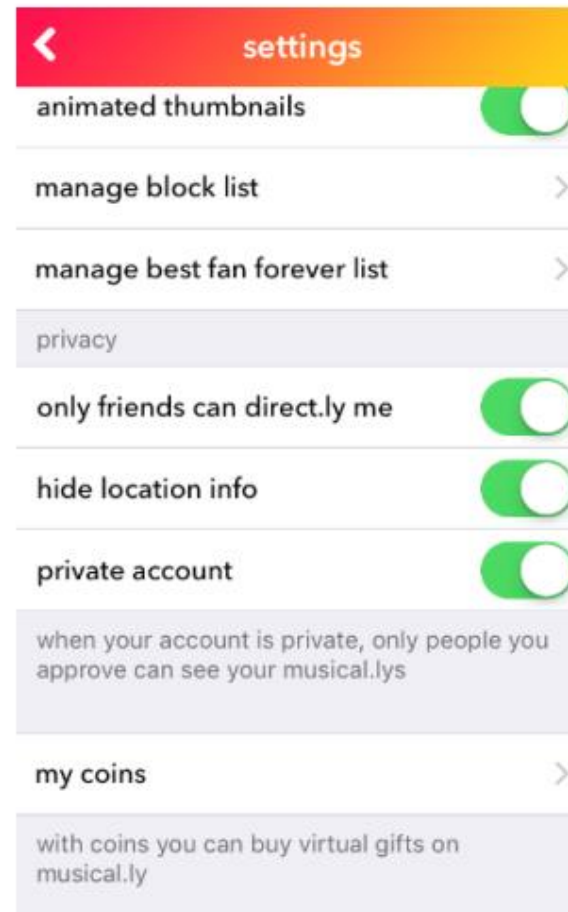 settings
animated thumbnails
manage block list
manage best fan forever list
privacy
only friends can direct.ly me
hide location info
private account
when your account is private, only people you
approve can see your musical.lys
my coins
with coins you can buy virtual gifts on
musical.ly